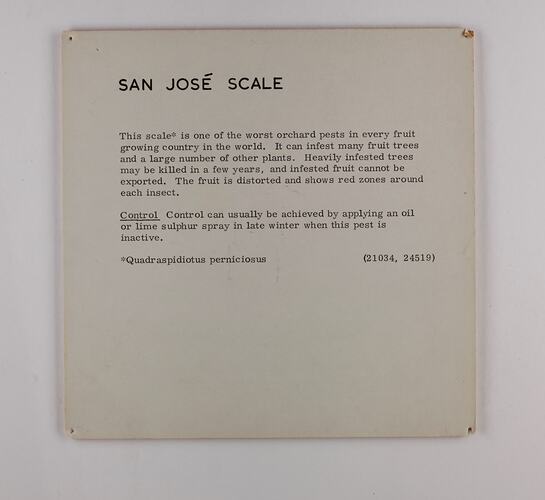 SAN JOSÉ SCALE
This scale* is one of the worst orchard pests in every fruit
growing country in the world. It can infest many fruit trees
and a large number of other plants. Heavily infested trees
may be killed in a few years, and infested fruit cannot be
exported. The fruit is distorted and shows red zones around
each insect.
Control Control can usually be achieved by applying an oil
or lime sulphur spray in late winter when this pest is
inactive.
*Quadraspidiotus perniciosus (21034, 24519)